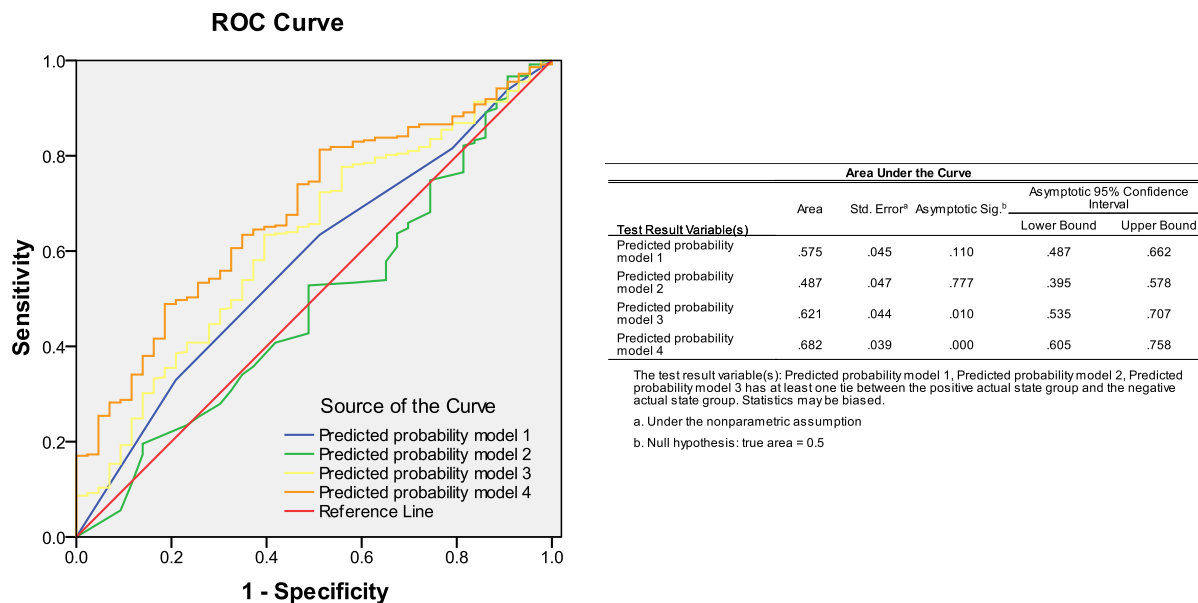 ROC Curve
1.0
0.8
0.6
0.4
0.2
0.0
Sensitivity
0.0 0.2 0.4 0.6 0.8 1.0
1 - Specificity
Source of the Curve
Predicted probability model 1
Predicted probability model 2
Predicted probability model 3
Predicted probability model 4
Reference Line
Area Under the Curve
Test Result Variable(s) Area Std. Errorᵃ Asymptotic Sig.ᵇ Asymptotic 95% Confidence
Interval
Lower Bound Upper Bound
Predicted probability
model 1 .575 .045 .110 .487 .662
Predicted probability
model 2 .487 .047 .777 .395 .578
Predicted probability
model 3 .621 .044 .010 .535 .707
Predicted probability
model 4 .682 .039 .000 .605 .758
The test result variable(s): Predicted probability model 1, Predicted probability model 2, Predicted
probability model 3 has at least one tie between the positive actual state group and the negative
actual state group. Statistics may be biased.
a. Under the nonparametric assumption
b. Null hypothesis: true area = 0.5